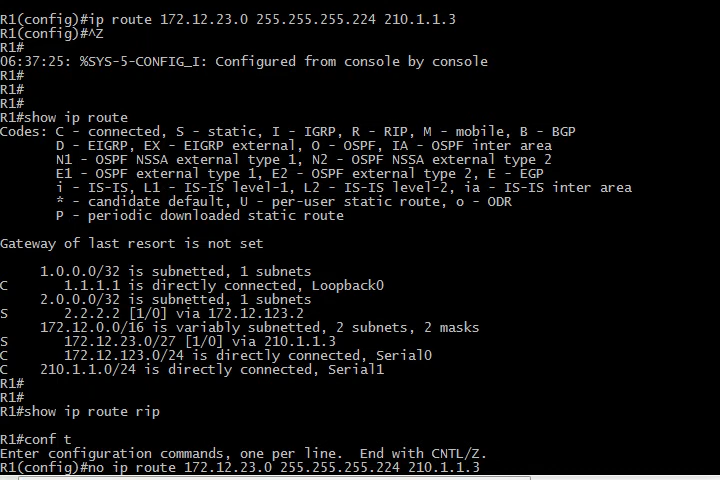 R1(config)#ip route 172.12.23.0 255.255.255.224 210.1.1.3
R1(config)#^Z
R1#
06:37:25: %SYS-5-CONFIG_I: Configured from console by console
R1#
R1#
R1#
R1#show ip route
Codes: C - connected, S - static, I - IGRP, R - RIP, M - mobile, B - BGP
       D - EIGRP, EX - EIGRP external, O - OSPF, IA - OSPF inter area
       N1 - OSPF NSSA external type 1, N2 - OSPF NSSA external type 2
       E1 - OSPF external type 1, E2 - OSPF external type 2, E - EGP
       i - IS-IS, L1 - IS-IS level-1, L2 - IS-IS level-2, ia - IS-IS inter area
       * - candidate default, U - per-user static route, o - ODR
       P - periodic downloaded static route
Gateway of last resort is not set
     1.0.0.0/32 is subnetted, 1 subnets
C       1.1.1.1 is directly connected, Loopback0
     2.0.0.0/32 is subnetted, 1 subnets
S       2.2.2.2 [1/0] via 172.12.123.2
     172.12.0.0/16 is variably subnetted, 2 subnets, 2 masks
S       172.12.23.0/27 [1/0] via 210.1.1.3
C       172.12.123.0/24 is directly connected, Serial0
C    210.1.1.0/24 is directly connected, Serial1
R1#
R1#
R1#show ip route rip
R1#conf t
Enter configuration commands, one per line.  End with CNTL/Z.
R1(config)#no ip route 172.12.23.0 255.255.255.224 210.1.1.3